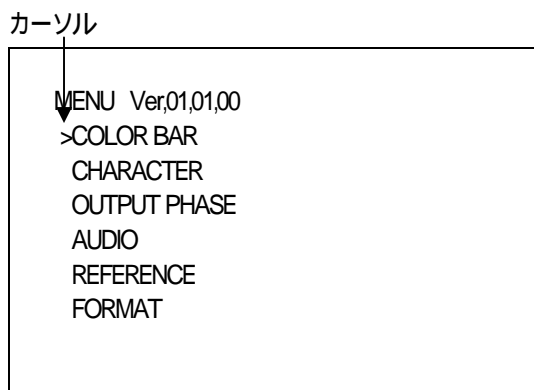 カーソル
MENU Ver,01,01,00
>COLOR BAR
CHARACTER
OUTPUT PHASE
AUDIO
REFERENCE
FORMAT